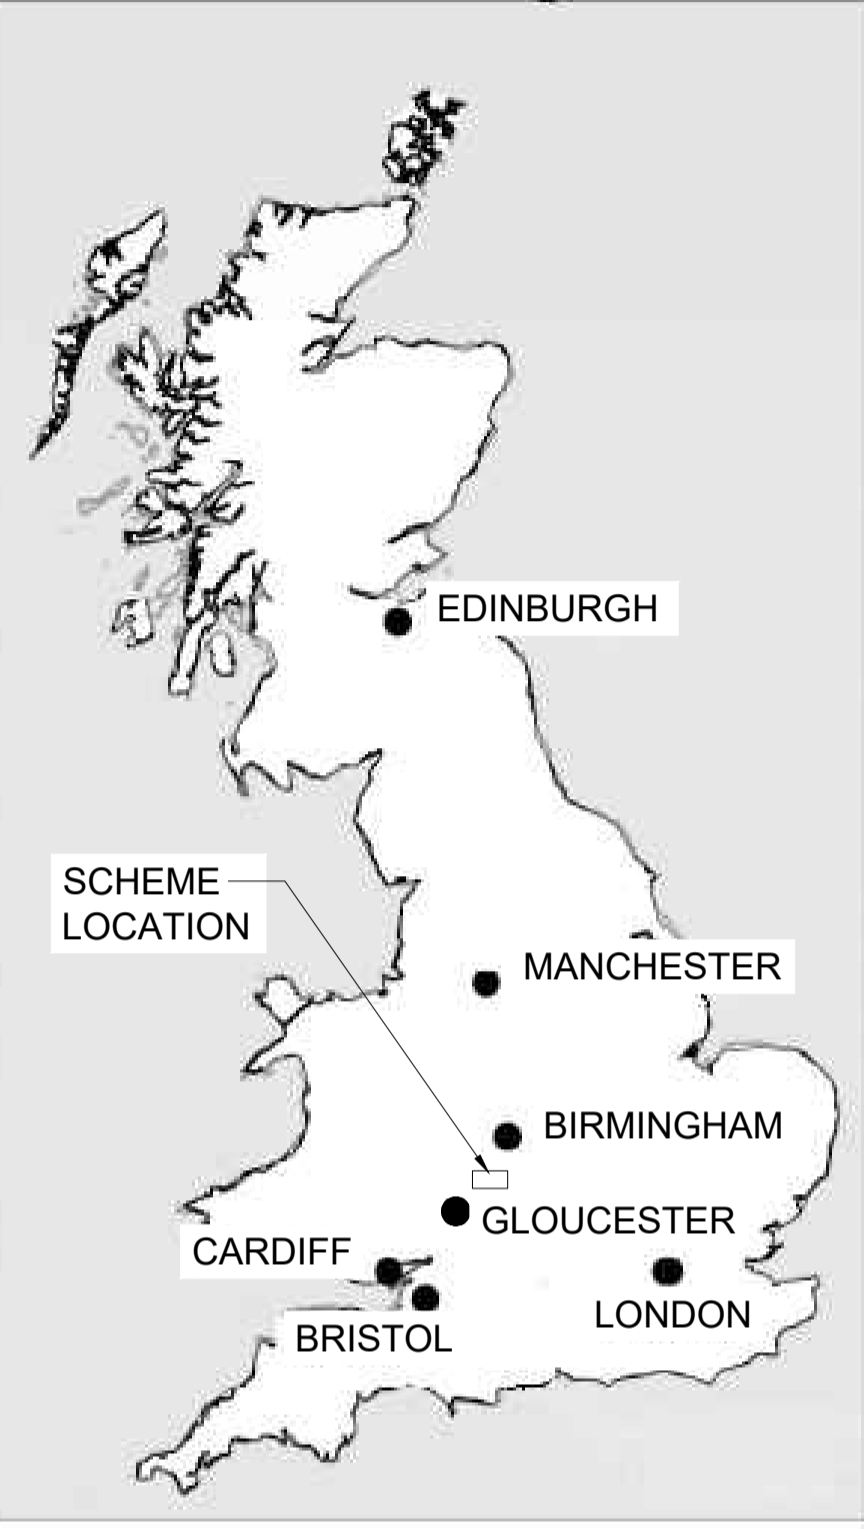 EDINBURGH
SCHEME
LOCATION
MANCHESTER
BIRMINGHAM
GLOUCESTER
CARDIFF
LONDON
BRISTOL